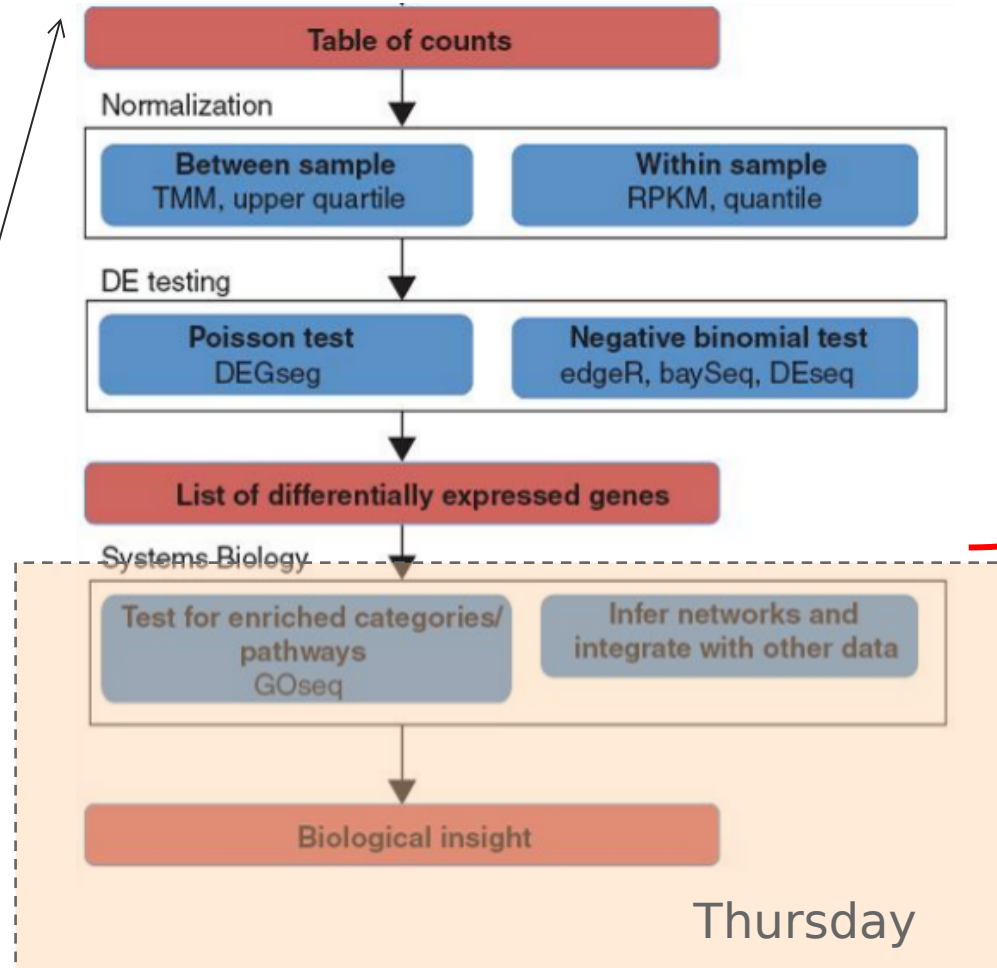 Table of counts
Normalization
Between sample
TMM, upper quartile
Within sample
RPKM, quantile
DE testing
Poisson test
DEGseg
Negative binomial test
edgeR, baySeq, DEseq
List of differentially expressed genes
Systems Biology
Test for enriched categories/
pathways
GOseq
Infer networks and
integrate with other data
Biological insight
Thursday